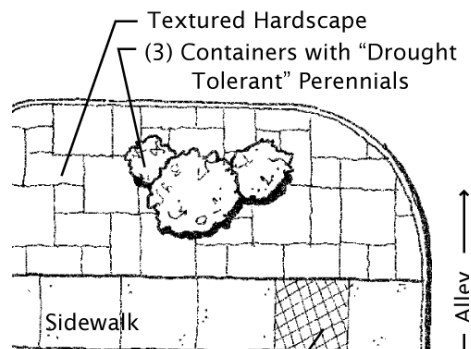 Textured Hardscape
(3) Containers with “Drought
Tolerant” Perennials
Sidewalk
Alley